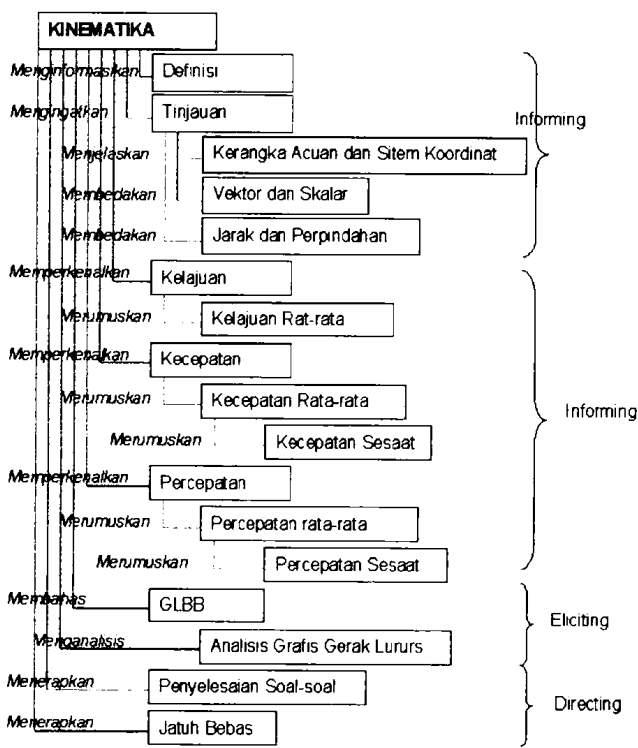 KINEMATIKA
Menginformasikan Definisi
Mengingatkan Tinjauan
Informing
Menjelaskan Kerangka Acuan dan Sitem Koordinat
Membedakan Vektor dan Skalar
Membedakan Jarak dan Perpindahan
Memperkenalkan Kelajuan
Merumuskan Kelajuan Rat-rata
Memperkenalkan Kecepatan
Merumuskan Kecepatan Rata-rata
Informing
Merumuskan Kecepatan Sesaat
Memperkenalkan Percepatan
Merumuskan Percepatan rata-rata
Merumuskan Percepatan Sesaat
Membahas GLBB
Eliciting
Menganalisis Analisis Grafis Gerak Lururs
Menerapkan Penyelesaian Soal-soal
Directing
Menerapkan Jatuh Bebas